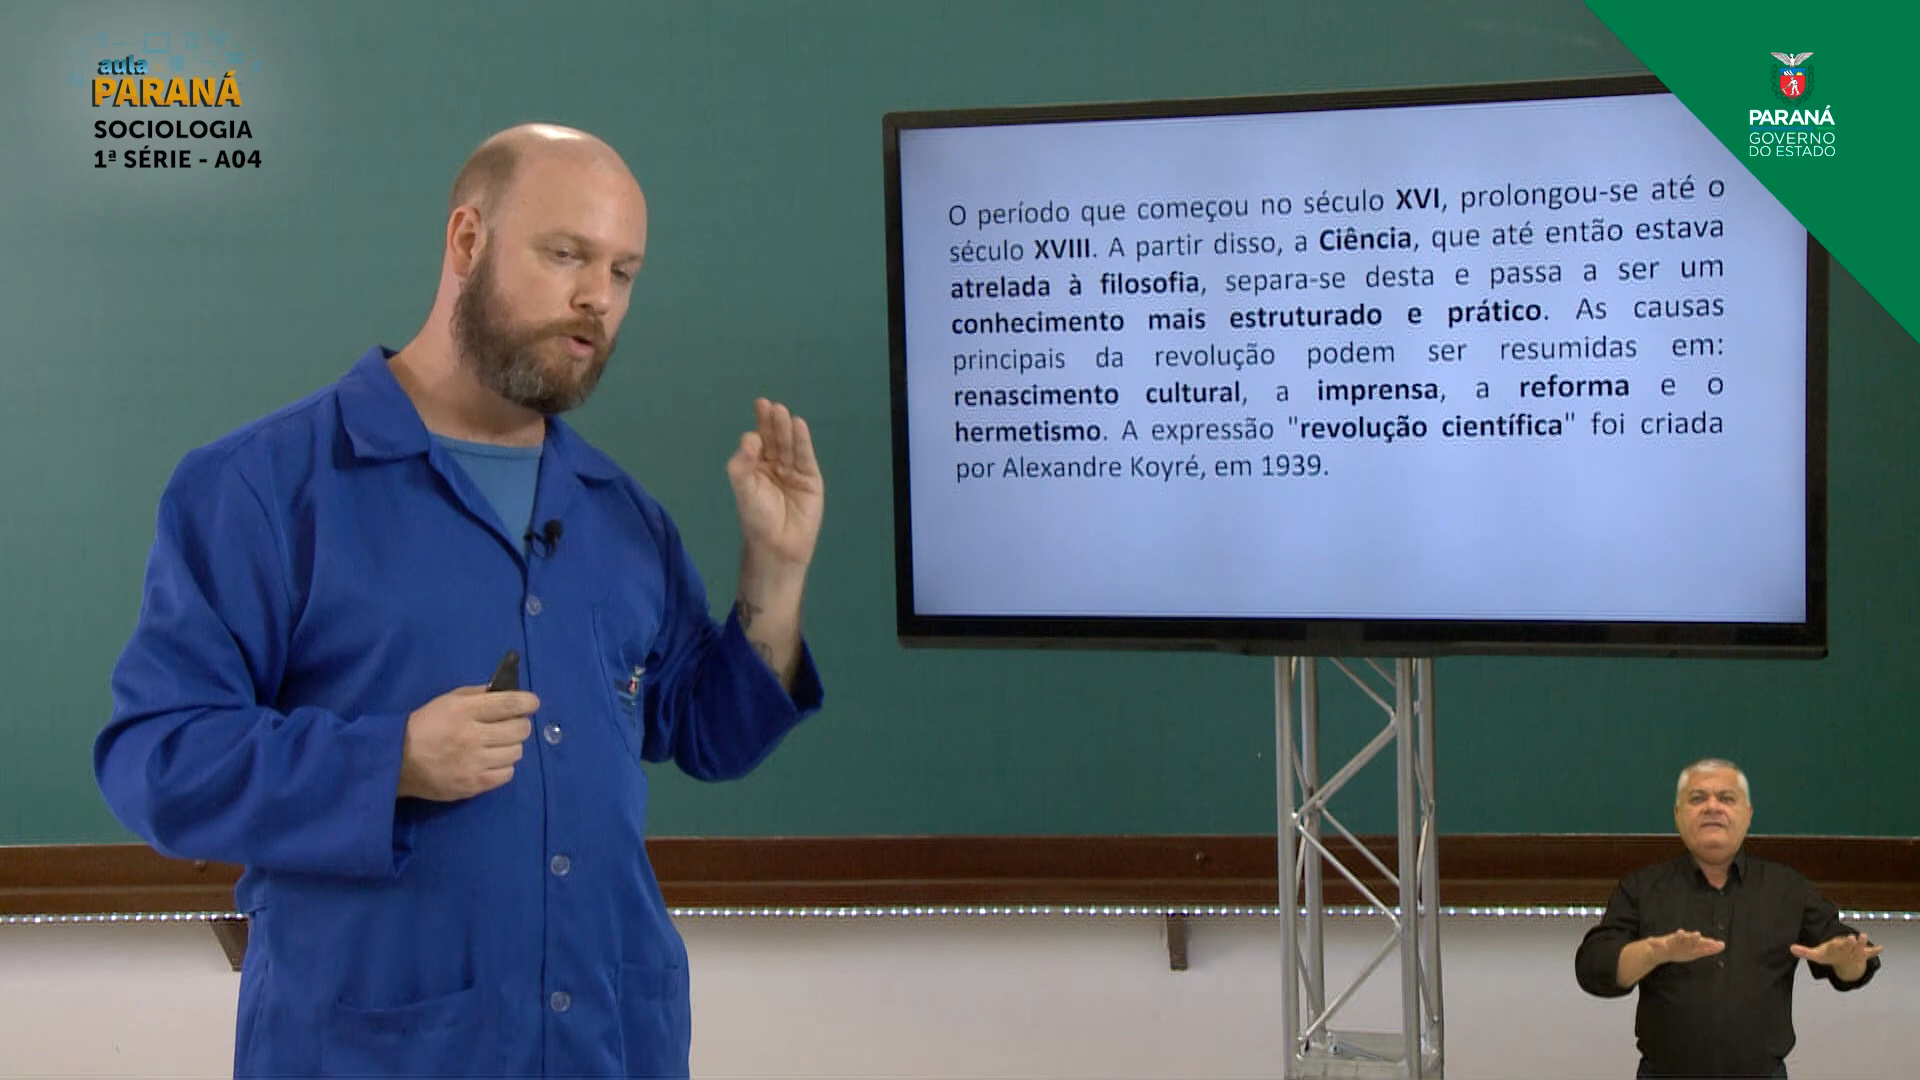 aula
PARANÁ
SOCIOLOGIA
1ª SÉRIE - A04
PARANÁ
GOVERNO
DO ESTADO
O período que começou no século XVI, prolongou-se até o
século XVIII. A partir disso, a Ciência, que até então estava
atrelada à filosofia, separa-se desta e passa a ser um
conhecimento mais estruturado e prático. As causas
principais da revolução podem ser resumidas em:
renascimento cultural, a imprensa, a reforma e o
hermetismo. A expressão "revolução científica" foi criada
por Alexandre Koyré, em 1939.